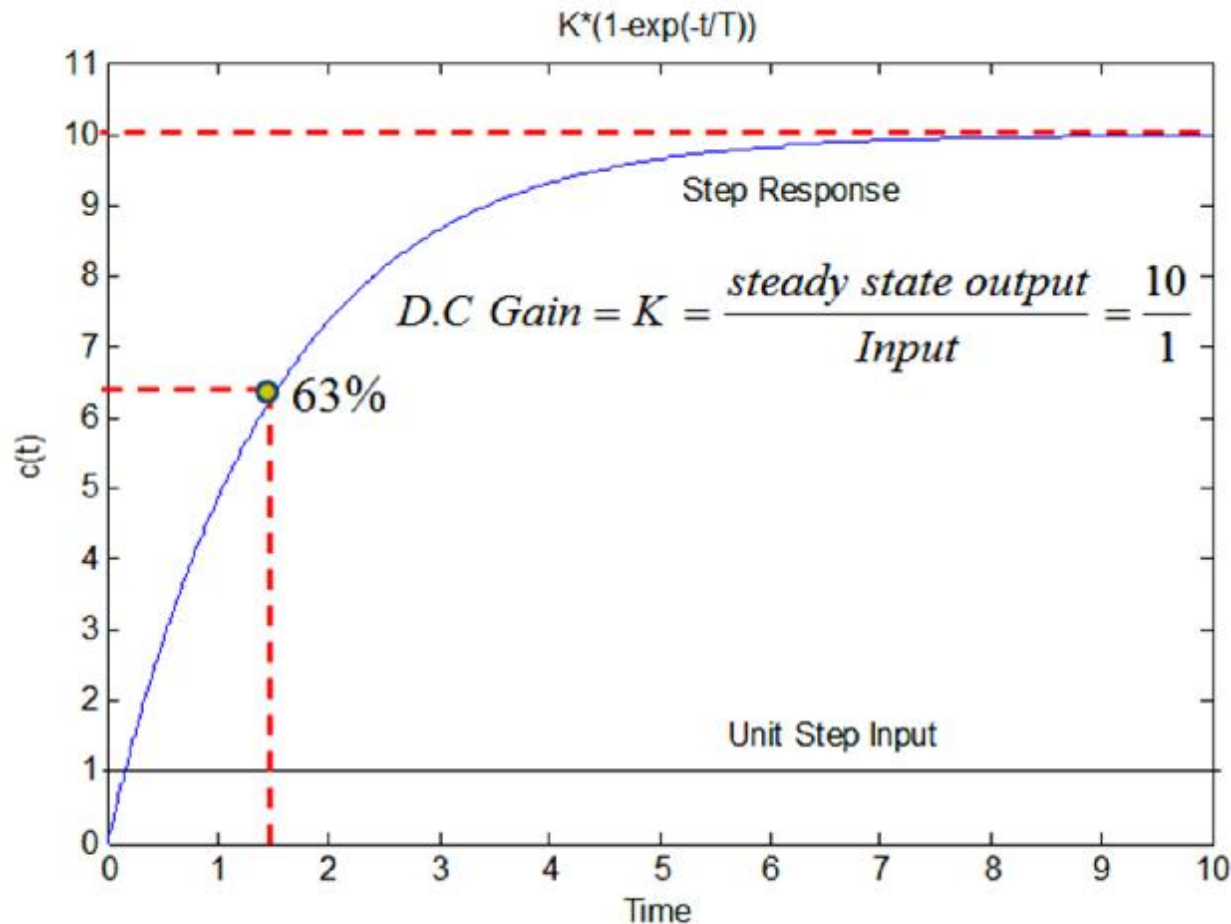 K*(1-exp(-t/T))
11
10
9
8
7
6
5
4
3
2
1
0
c(t)
Step Response
D.C Gain = K = steady state output / Input = 10 / 1
63%
Unit Step Input
0 1 2 3 4 5 6 7 8 9 10
Time